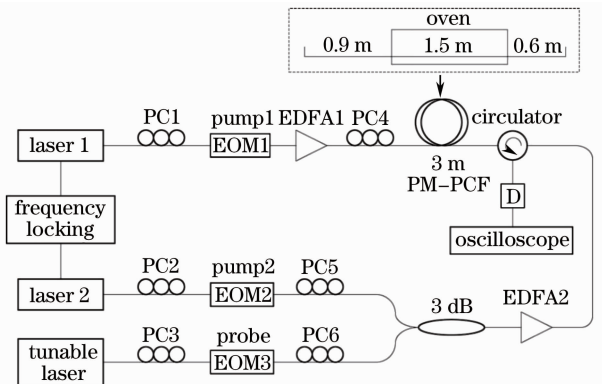 oven
0.9 m 1.5 m 0.6 m
PC1 pump1 EDFA1 PC4 circulator
laser 1 EOM1
3 m
PM-PCF
D
frequency
locking
oscilloscope
PC2 pump2 PC5
laser 2 EOM2
3 dB EDFA2
PC3 probe PC6
tunable
laser
EOM3